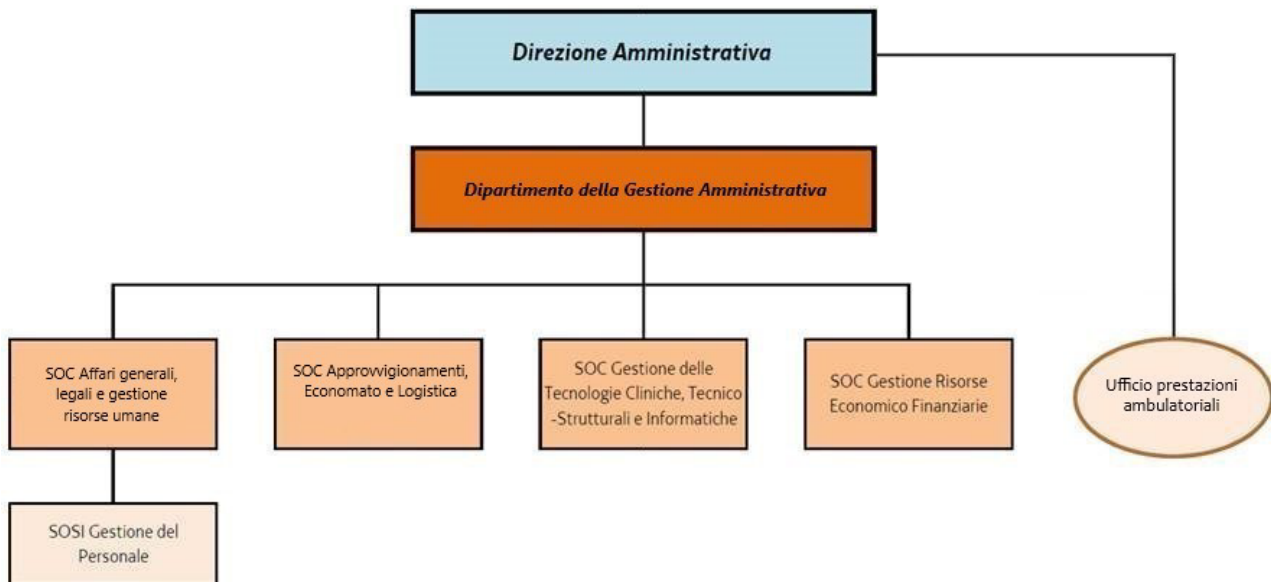 Direzione Amministrativa
Dipartimento della Gestione Amministrativa
SOC Affari generali,
legali e gestione
risorse umane
SOC Approvvigionamenti,
Economato e Logistica
SOC Gestione delle
Tecnologie Cliniche, Tecnico
-Strutturali e Informatiche
SOC Gestione Risorse
Economico Finanziarie
Ufficio prestazioni
ambulatoriali
SOSI Gestione del
Personale